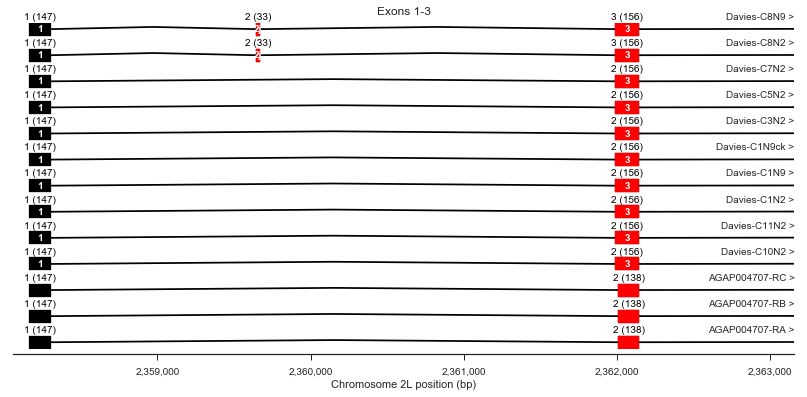 Exons 1-3
1 (147) 2 (33) 3 (156) Davies-C8N9 >
1 2 3
1 (147) 2 (33) 3 (156) Davies-C8N2 >
1 2 3
1 (147) 2 (156) Davies-C7N2 >
1 3
1 (147) 2 (156) Davies-C5N2 >
1 3
1 (147) 2 (156) Davies-C3N2 >
1 3
1 (147) 2 (156) Davies-C1N9ck >
1 3
1 (147) 2 (156) Davies-C1N9 >
1 3
1 (147) 2 (156) Davies-C1N2 >
1 3
1 (147) 2 (156) Davies-C11N2 >
1 3
1 (147) 2 (156) Davies-C10N2 >
1 3
1 (147) 2 (138) AGAP004707-RC >
1 (147) 2 (138) AGAP004707-RB >
1 (147) 2 (138) AGAP004707-RA >
2,359,000 2,360,000 2,361,000 2,362,000 2,363,000
Chromosome 2L position (bp)